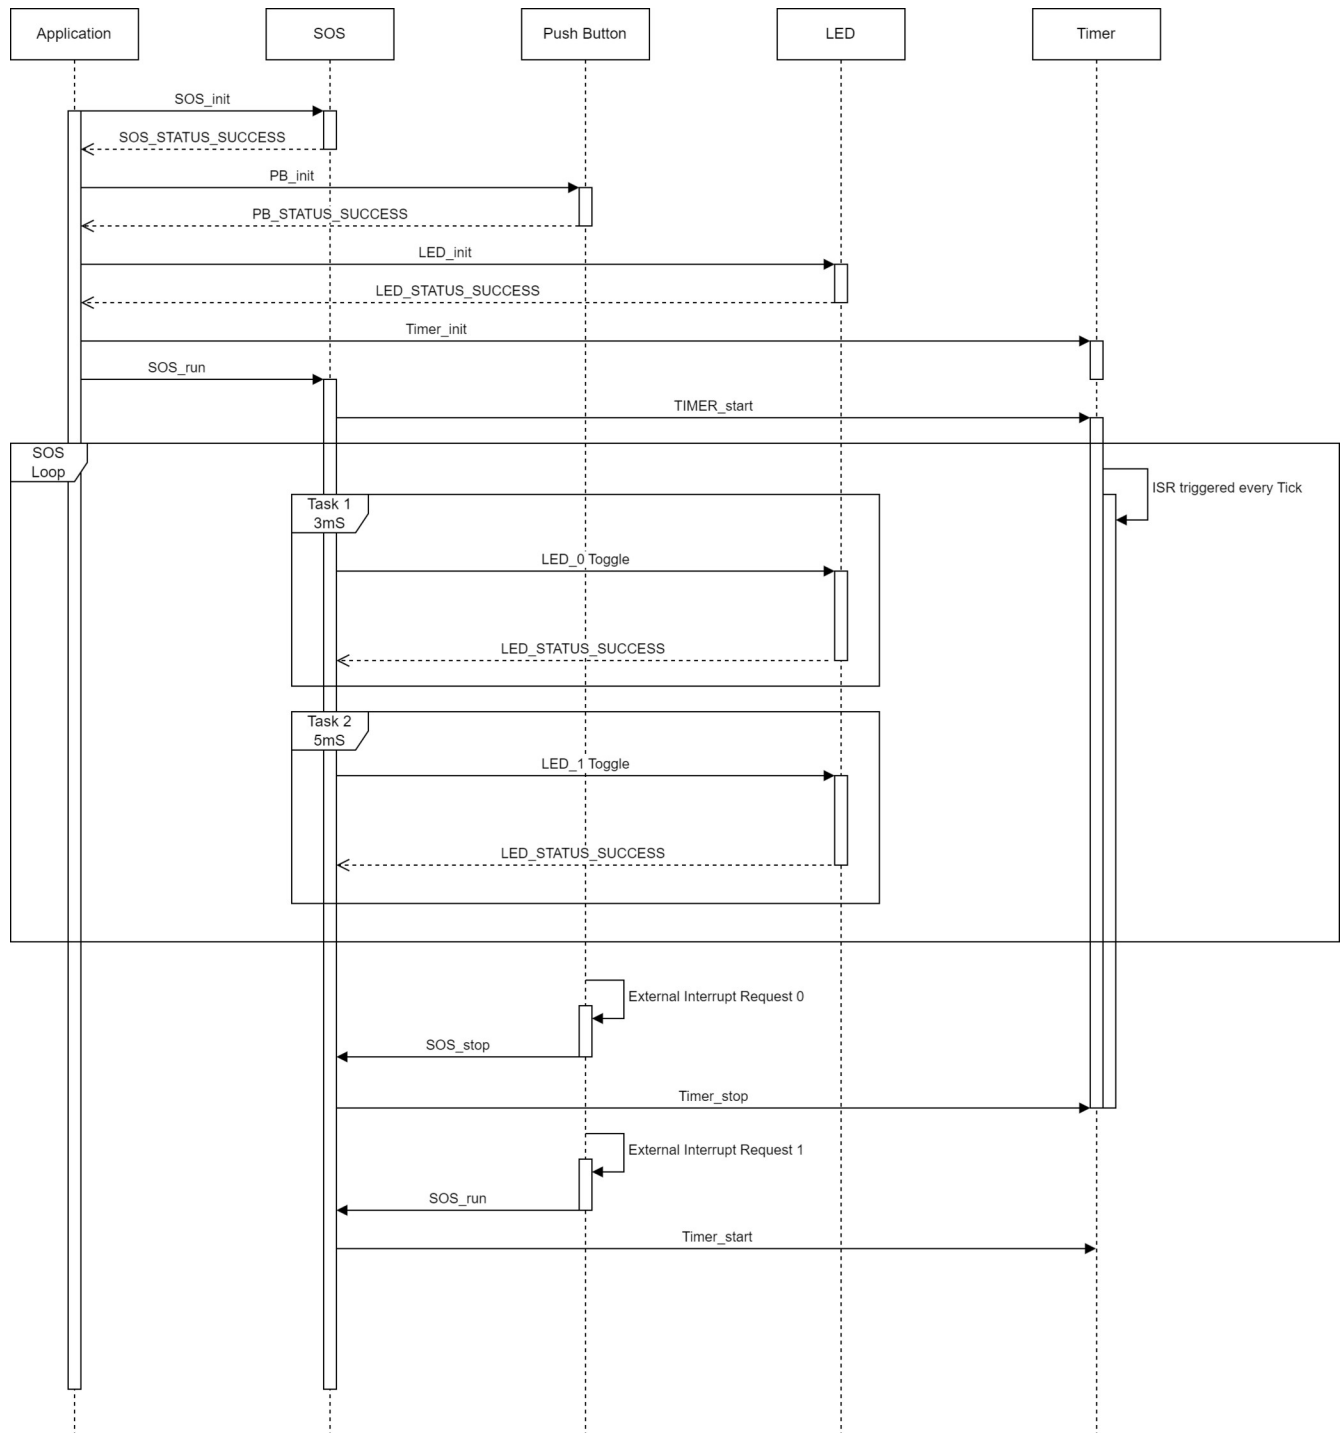 Application
SOS
Push Button
LED
Timer
SOS_init
SOS_STATUS_SUCCESS
PB_init
PB_STATUS_SUCCESS
LED_init
LED_STATUS_SUCCESS
Timer_init
SOS_run
TIMER_start
SOS
Loop
ISR triggered every Tick
Task 1
3mS
LED_0 Toggle
LED_STATUS_SUCCESS
Task 2
5mS
LED_1 Toggle
LED_STATUS_SUCCESS
External Interrupt Request 0
SOS_stop
Timer_stop
External Interrupt Request 1
SOS_run
Timer_start